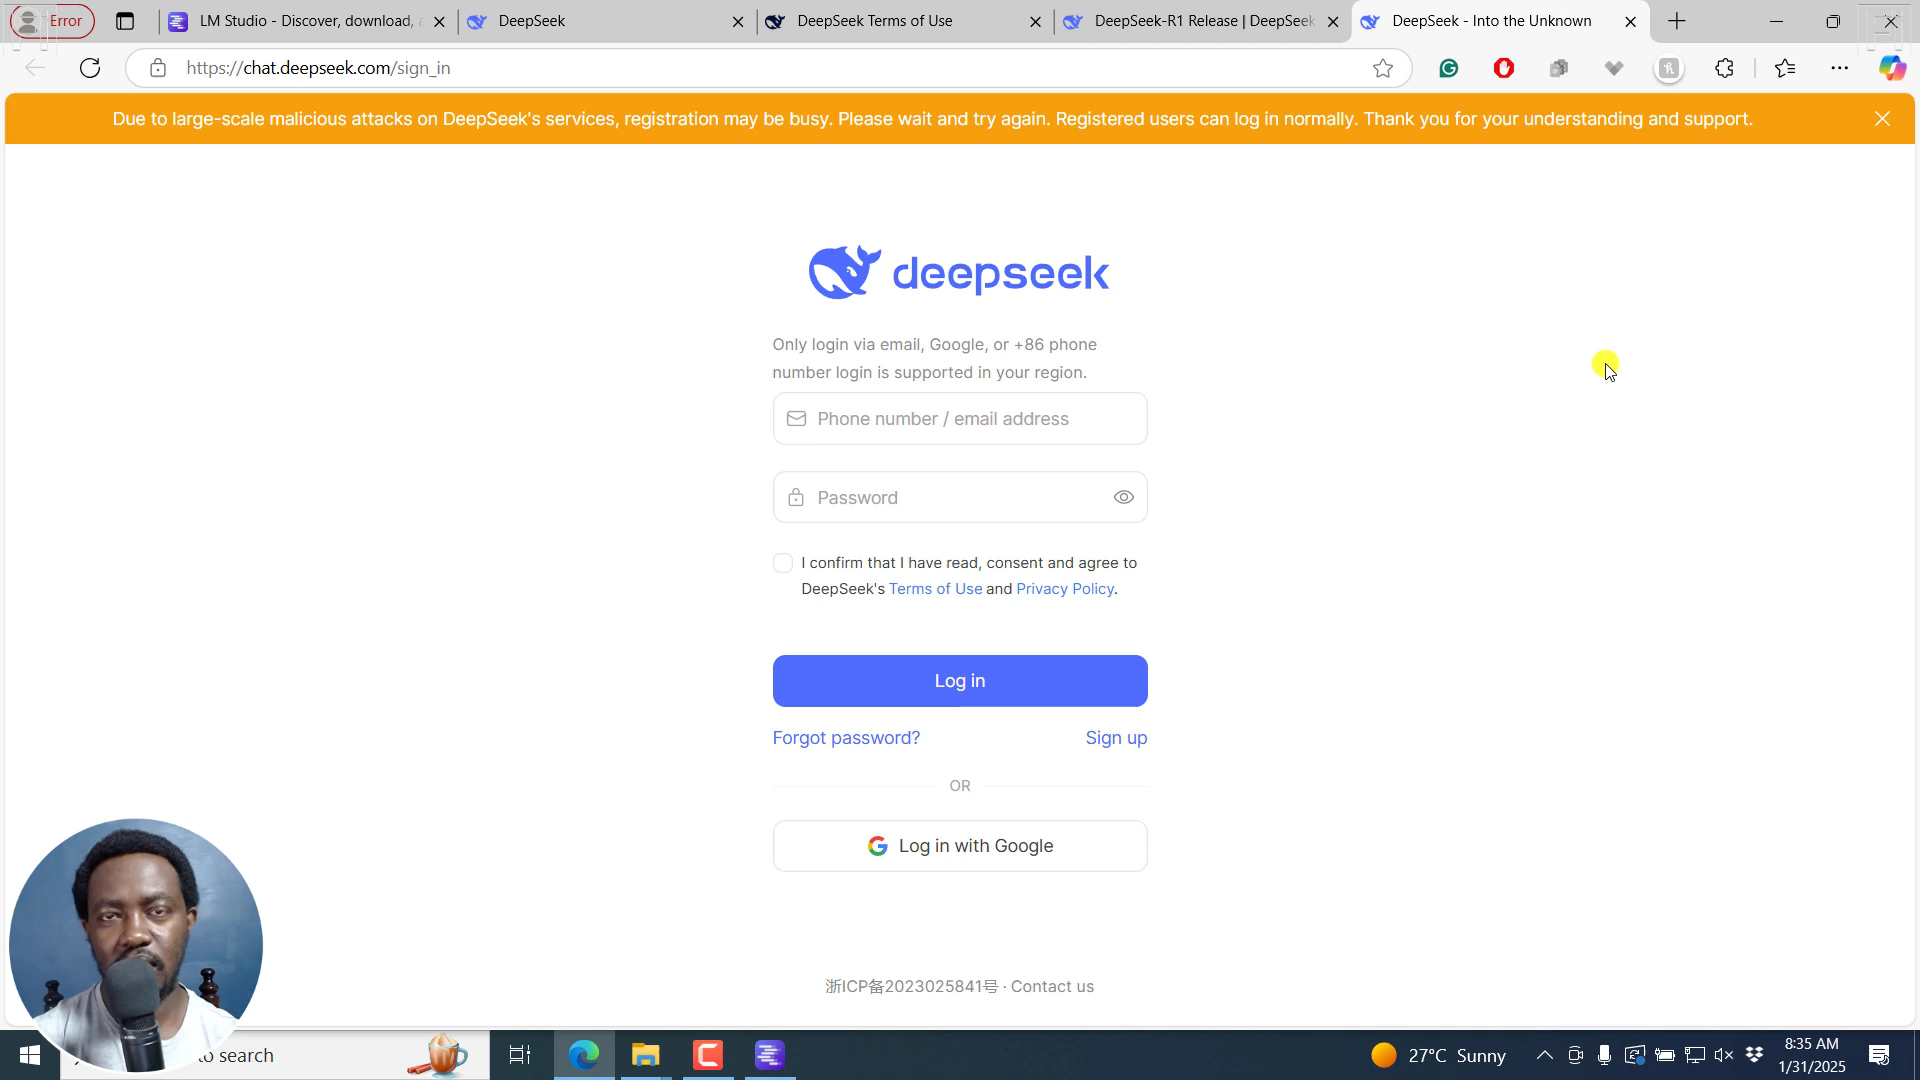 Error
LM Studio - Discover, download,
DeepSeek
DeepSeek Terms of Use
DeepSeek-R1 Release | DeepSeek
DeepSeek - Into the Unknown
https://chat.deepseek.com/sign_in
Due to large-scale malicious attacks on DeepSeek's services, registration may be busy. Please wait and try again. Registered users can log in normally. Thank you for your understanding and support.
deepseek
Only login via email, Google, or +86 phone
number login is supported in your region.
Phone number / email address
Password
I confirm that I have read, consent and agree to
DeepSeek's Terms of Use and Privacy Policy.
Log in
Forgot password?
Sign up
OR
Log in with Google
浙ICP备2023025841号 · Contact us
to search
27°C Sunny
8:35 AM
1/31/2025